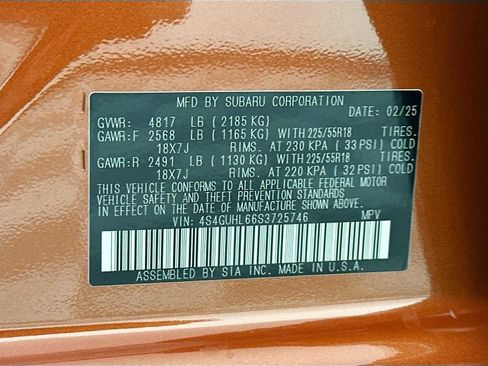 MFD BY SUBARU CORPORATION
DATE: 02/25
GVWR: 4817 LB ( 2185 KG)
GAWR:F 2568 LB ( 1165 KG) WITH 225/55R18 TIRES.
18X7J RIMS. AT 230 KPA ( 33 PSI) COLD
GAWR:R 2491 LB ( 1130 KG) WITH 225/55R18 TIRES.
18X7J RIMS. AT 220 KPA ( 32 PSI) COLD
THIS VEHICLE CONFORMS TO ALL APPLICABLE FEDERAL MOTOR
VEHICLE SAFETY AND THEFT PREVENTION STANDARDS
IN EFFECT ON THE DATE OF MANUFACTURE SHOWN ABOVE.
VIN: 4S4GUHL66S3725746 MPV
ASSEMBLED BY SIA INC. MADE IN U.S.A.